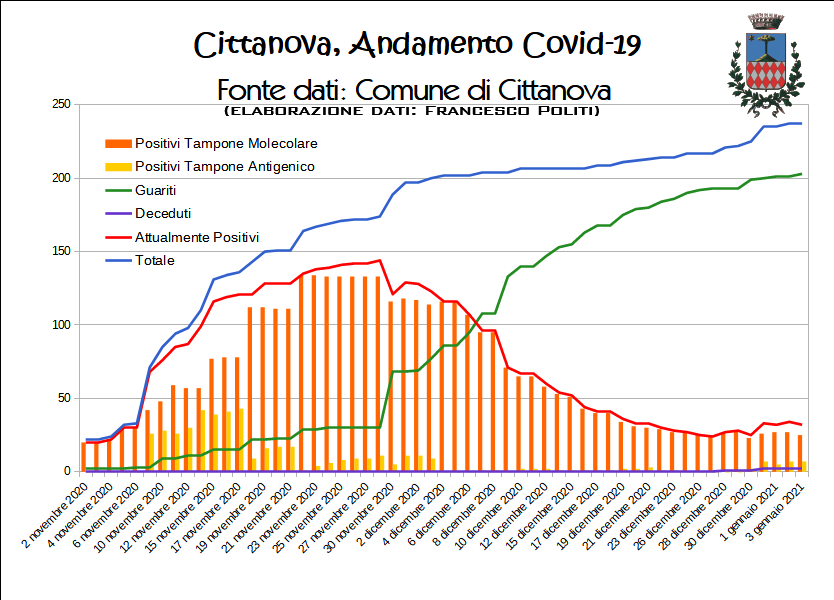 Cittanova, Andamento Covid-19
Fonte dati: Comune di Cittanova
(elaborazione dati: Francesco Politi)
250
200
150
100
50
0
Positivi Tampone Molecolare
Positivi Tampone Antigenico
Guariti
Deceduti
Attualmente Positivi
Totale
2 novembre 2020
4 novembre 2020
6 novembre 2020
10 novembre 2020
12 novembre 2020
15 novembre 2020
17 novembre 2020
19 novembre 2020
21 novembre 2020
23 novembre 2020
25 novembre 2020
27 novembre 2020
30 novembre 2020
2 dicembre 2020
4 dicembre 2020
6 dicembre 2020
8 dicembre 2020
10 dicembre 2020
12 dicembre 2020
15 dicembre 2020
17 dicembre 2020
19 dicembre 2020
21 dicembre 2020
23 dicembre 2020
26 dicembre 2020
28 dicembre 2020
30 dicembre 2020
1 gennaio 2021
3 gennaio 2021